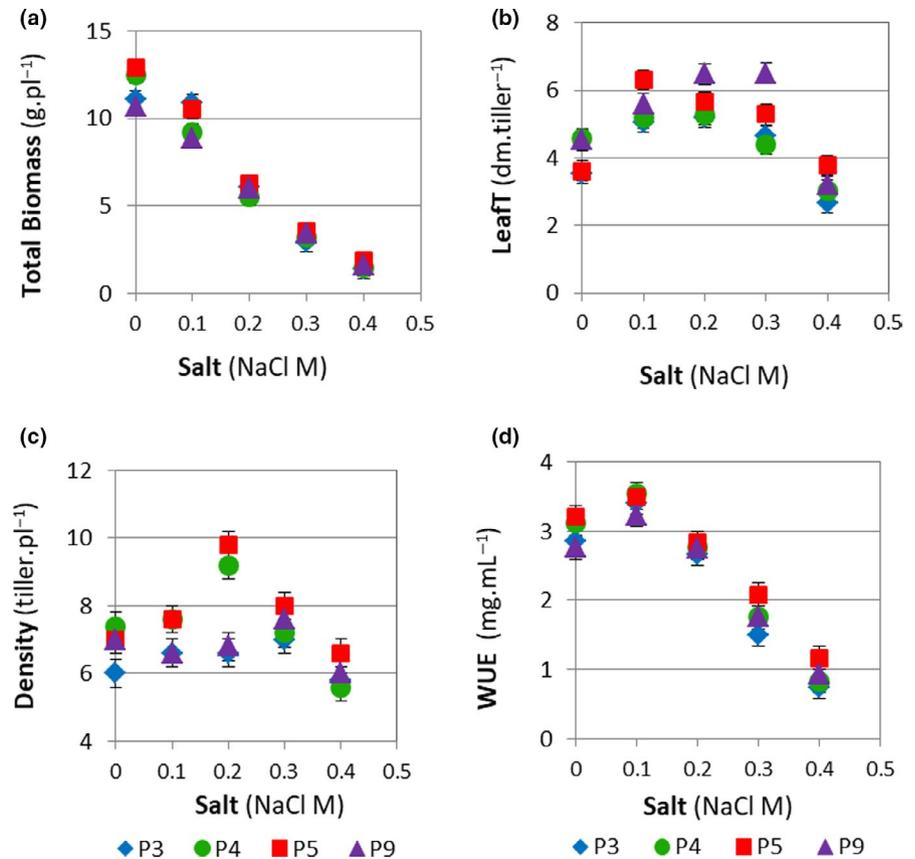 (a)
Total Biomass (g.pl⁻¹)
15
10
5
0
0 0.1 0.2 0.3 0.4 0.5
Salt (NaCl M)
(b)
LeafT (dm.tiller⁻¹)
8
6
4
2
0
0 0.1 0.2 0.3 0.4 0.5
Salt (NaCl M)
(c)
Density (tiller.pl⁻¹)
12
10
8
6
4
0 0.1 0.2 0.3 0.4 0.5
Salt (NaCl M)
P3 P4 P5 P9
(d)
WUE (mg.mL⁻¹)
4
3
2
1
0
0 0.1 0.2 0.3 0.4 0.5
Salt (NaCl M)
P3 P4 P5 P9